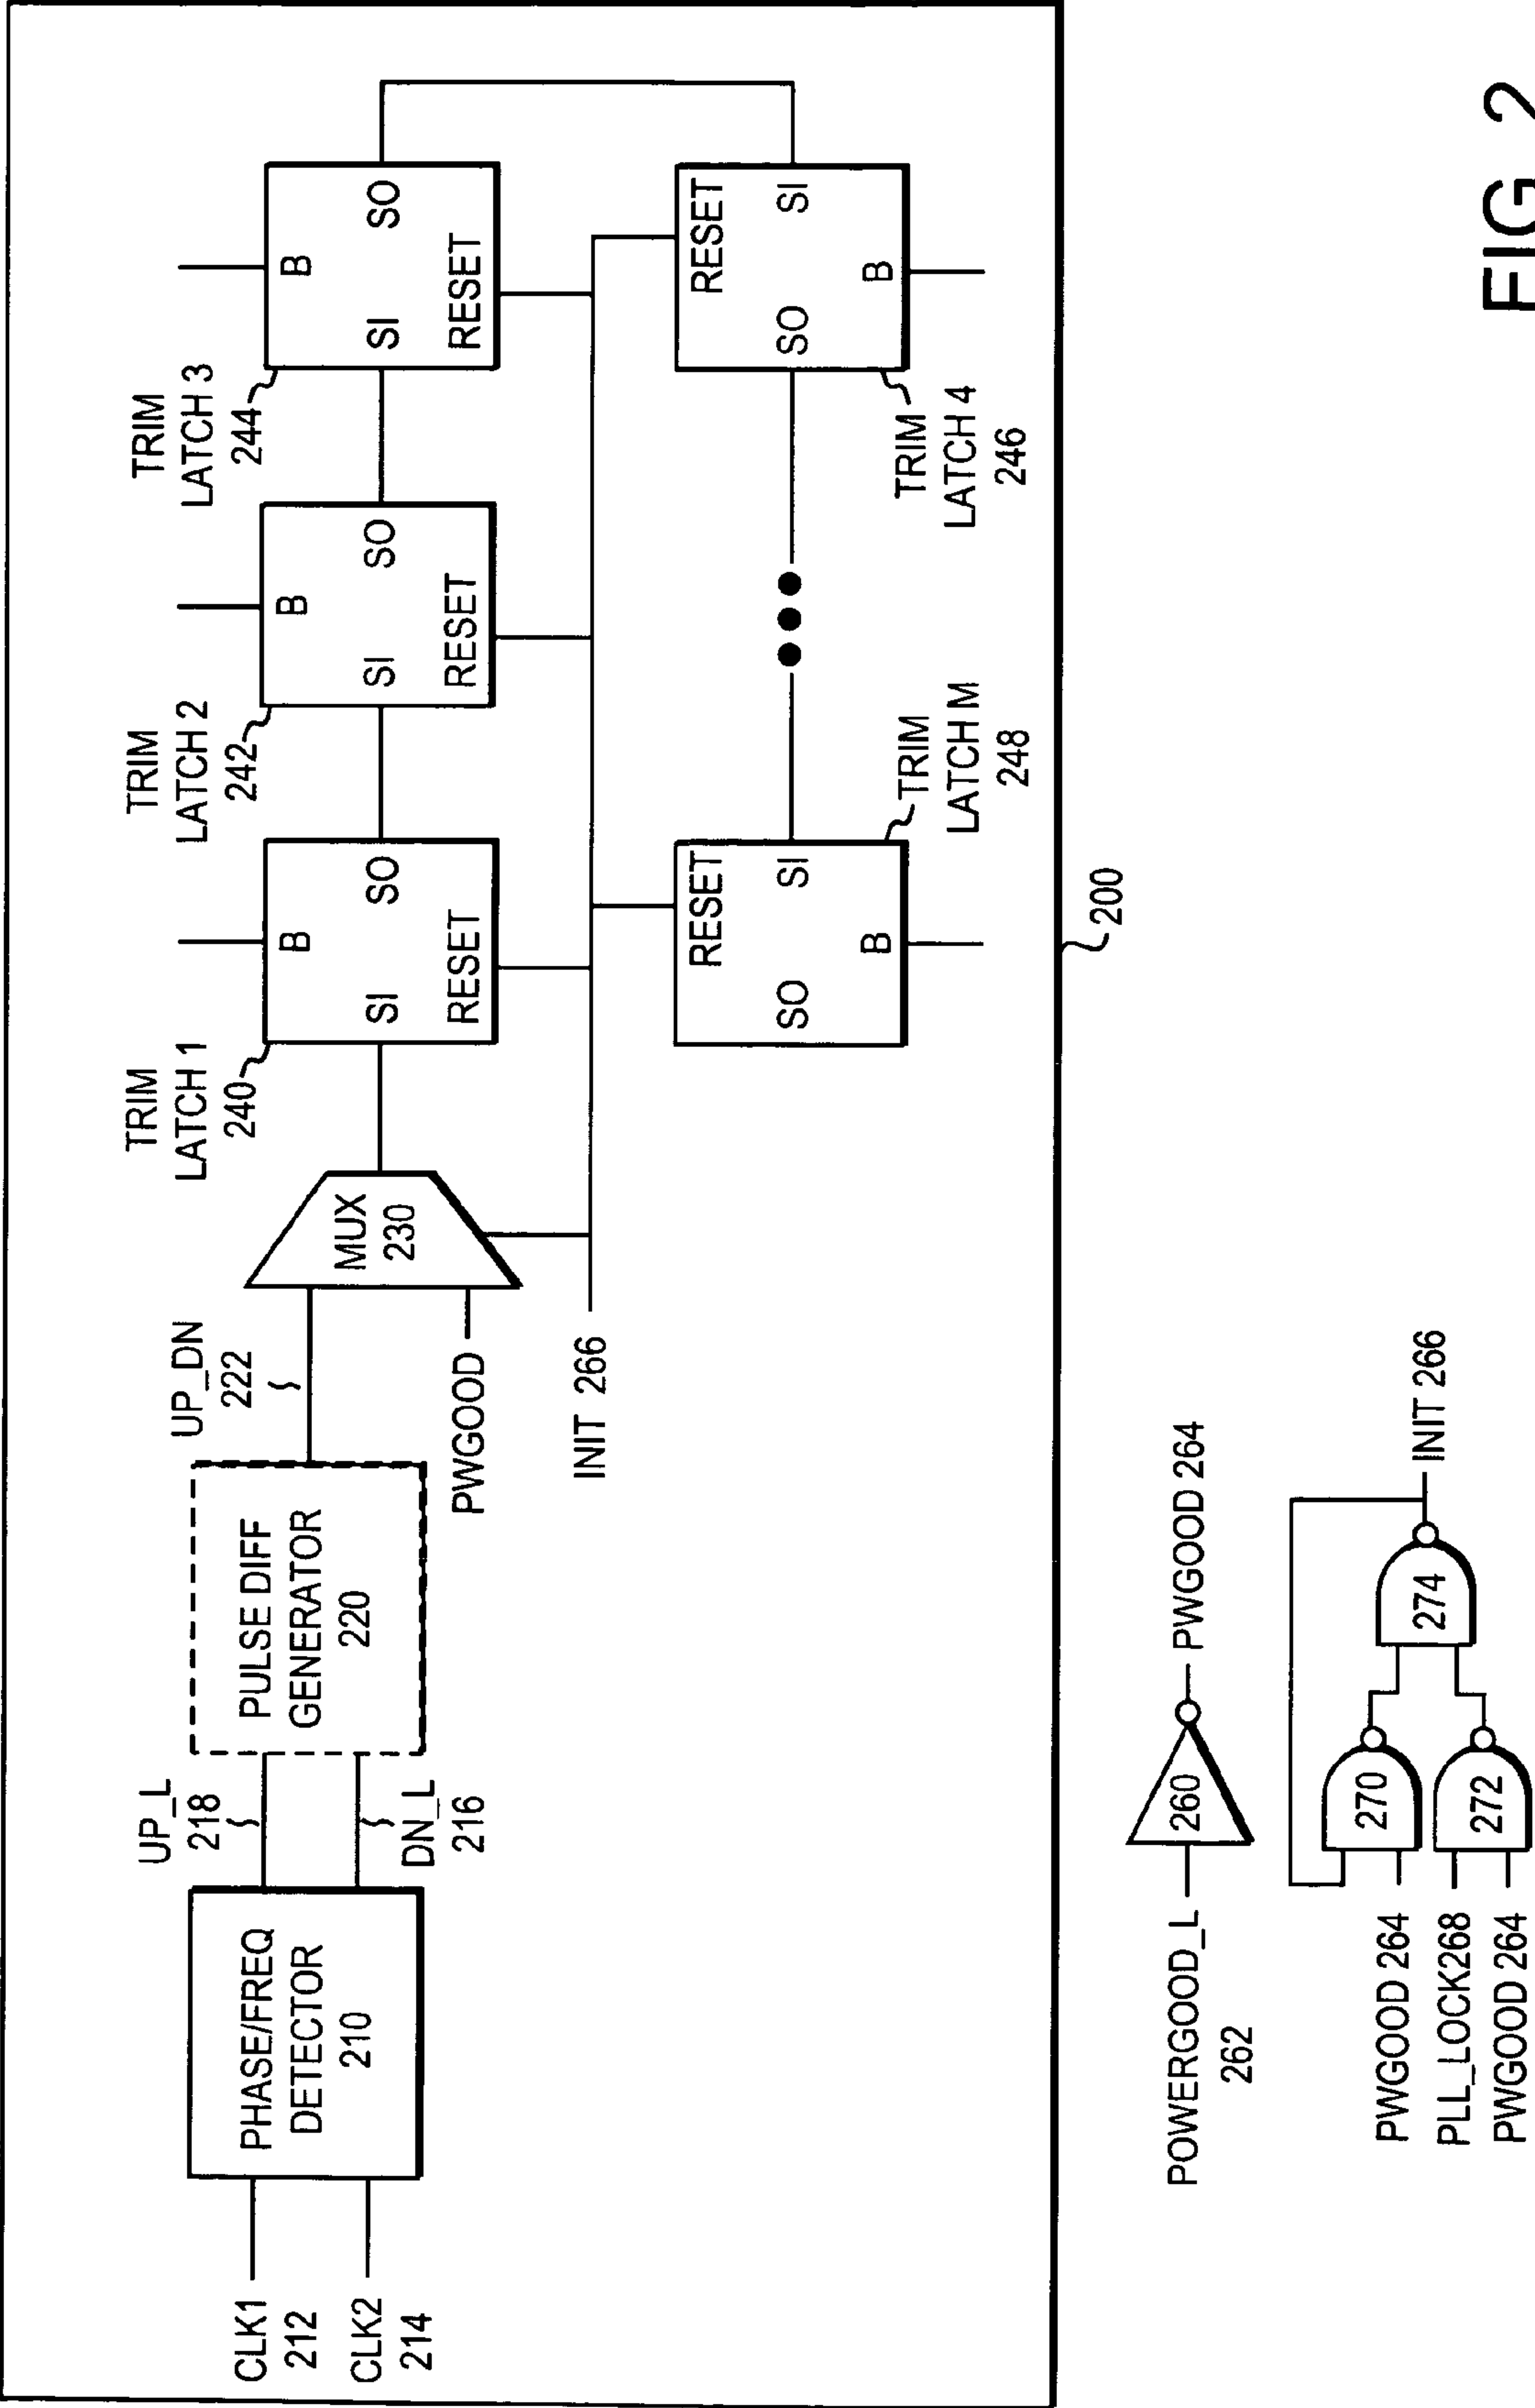 TRIM
LATCH 1
240
TRIM
LATCH 2
242
TRIM
LATCH 3
244
CLK1
212
CLK2
214
PHASE/FREQ
DETECTOR
210
UP_L
218
DN_L
216
PULSE DIFF
GENERATOR
220
UP_DN
222
PWGOOD
INIT 266
MUX
230
B
SI
SO
RESET
B
SI
SO
RESET
B
SI
SO
RESET
RESET
SO
SI
B
TRIM
LATCH M
248
RESET
SO
SI
B
TRIM
LATCH 4
246
200
POWERGOOD_L
262
260
PWGOOD 264
PWGOOD 264
PLL_LOCK268
PWGOOD 264
270
272
274
INIT 266
FIG. 2